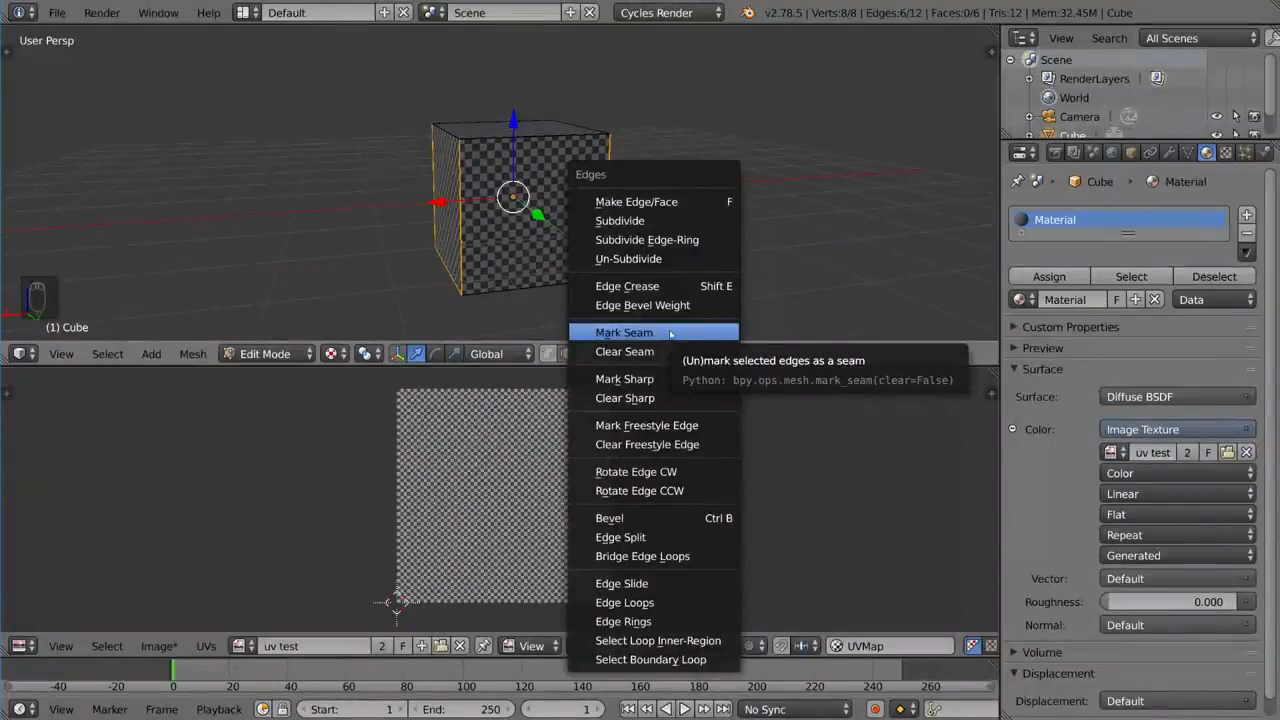 File Render Window Help Default Scene Cycles Render v2.78.5 | Verts:8/8 | Edges:6/12 | Faces:0/6 | Tris:12 | Mem:32.45M | Cube
User Persp
(1) Cube
Edges
Make Edge/Face F
Subdivide
Subdivide Edge-Ring
Un-Subdivide
Edge Crease Shift E
Edge Bevel Weight
Mark Seam
Clear Seam
Mark Sharp
Clear Sharp
Mark Freestyle Edge
Clear Freestyle Edge
Rotate Edge CW
Rotate Edge CCW
Bevel Ctrl B
Edge Split
Bridge Edge Loops
Edge Slide
Edge Loops
Edge Rings
Select Loop Inner-Region
Select Boundary Loop
(Un)mark selected edges as a seam
Python: bpy.ops.mesh.mark_seam(clear=False)
View Select Add Mesh Edit Mode Global
View Select Image* UVs uv test 2 F View UVMap
-40 -20 0 20 40 60 80 100 120 140 160 180 200 220 240 260
View Marker Frame Playback Start: 1 End: 250 1 No Sync
View Search All Scenes
Scene
RenderLayers
World
Camera
Cube
Cube Material
Material
Assign Select Deselect
Material F Data
Custom Properties
Preview
Surface
Surface: Diffuse BSDF
Color: Image Texture
uv test 2 F
Color
Linear
Flat
Repeat
Generated
Vector: Default
Roughness: 0.000
Normal: Default
Volume
Displacement
Displacement: Default